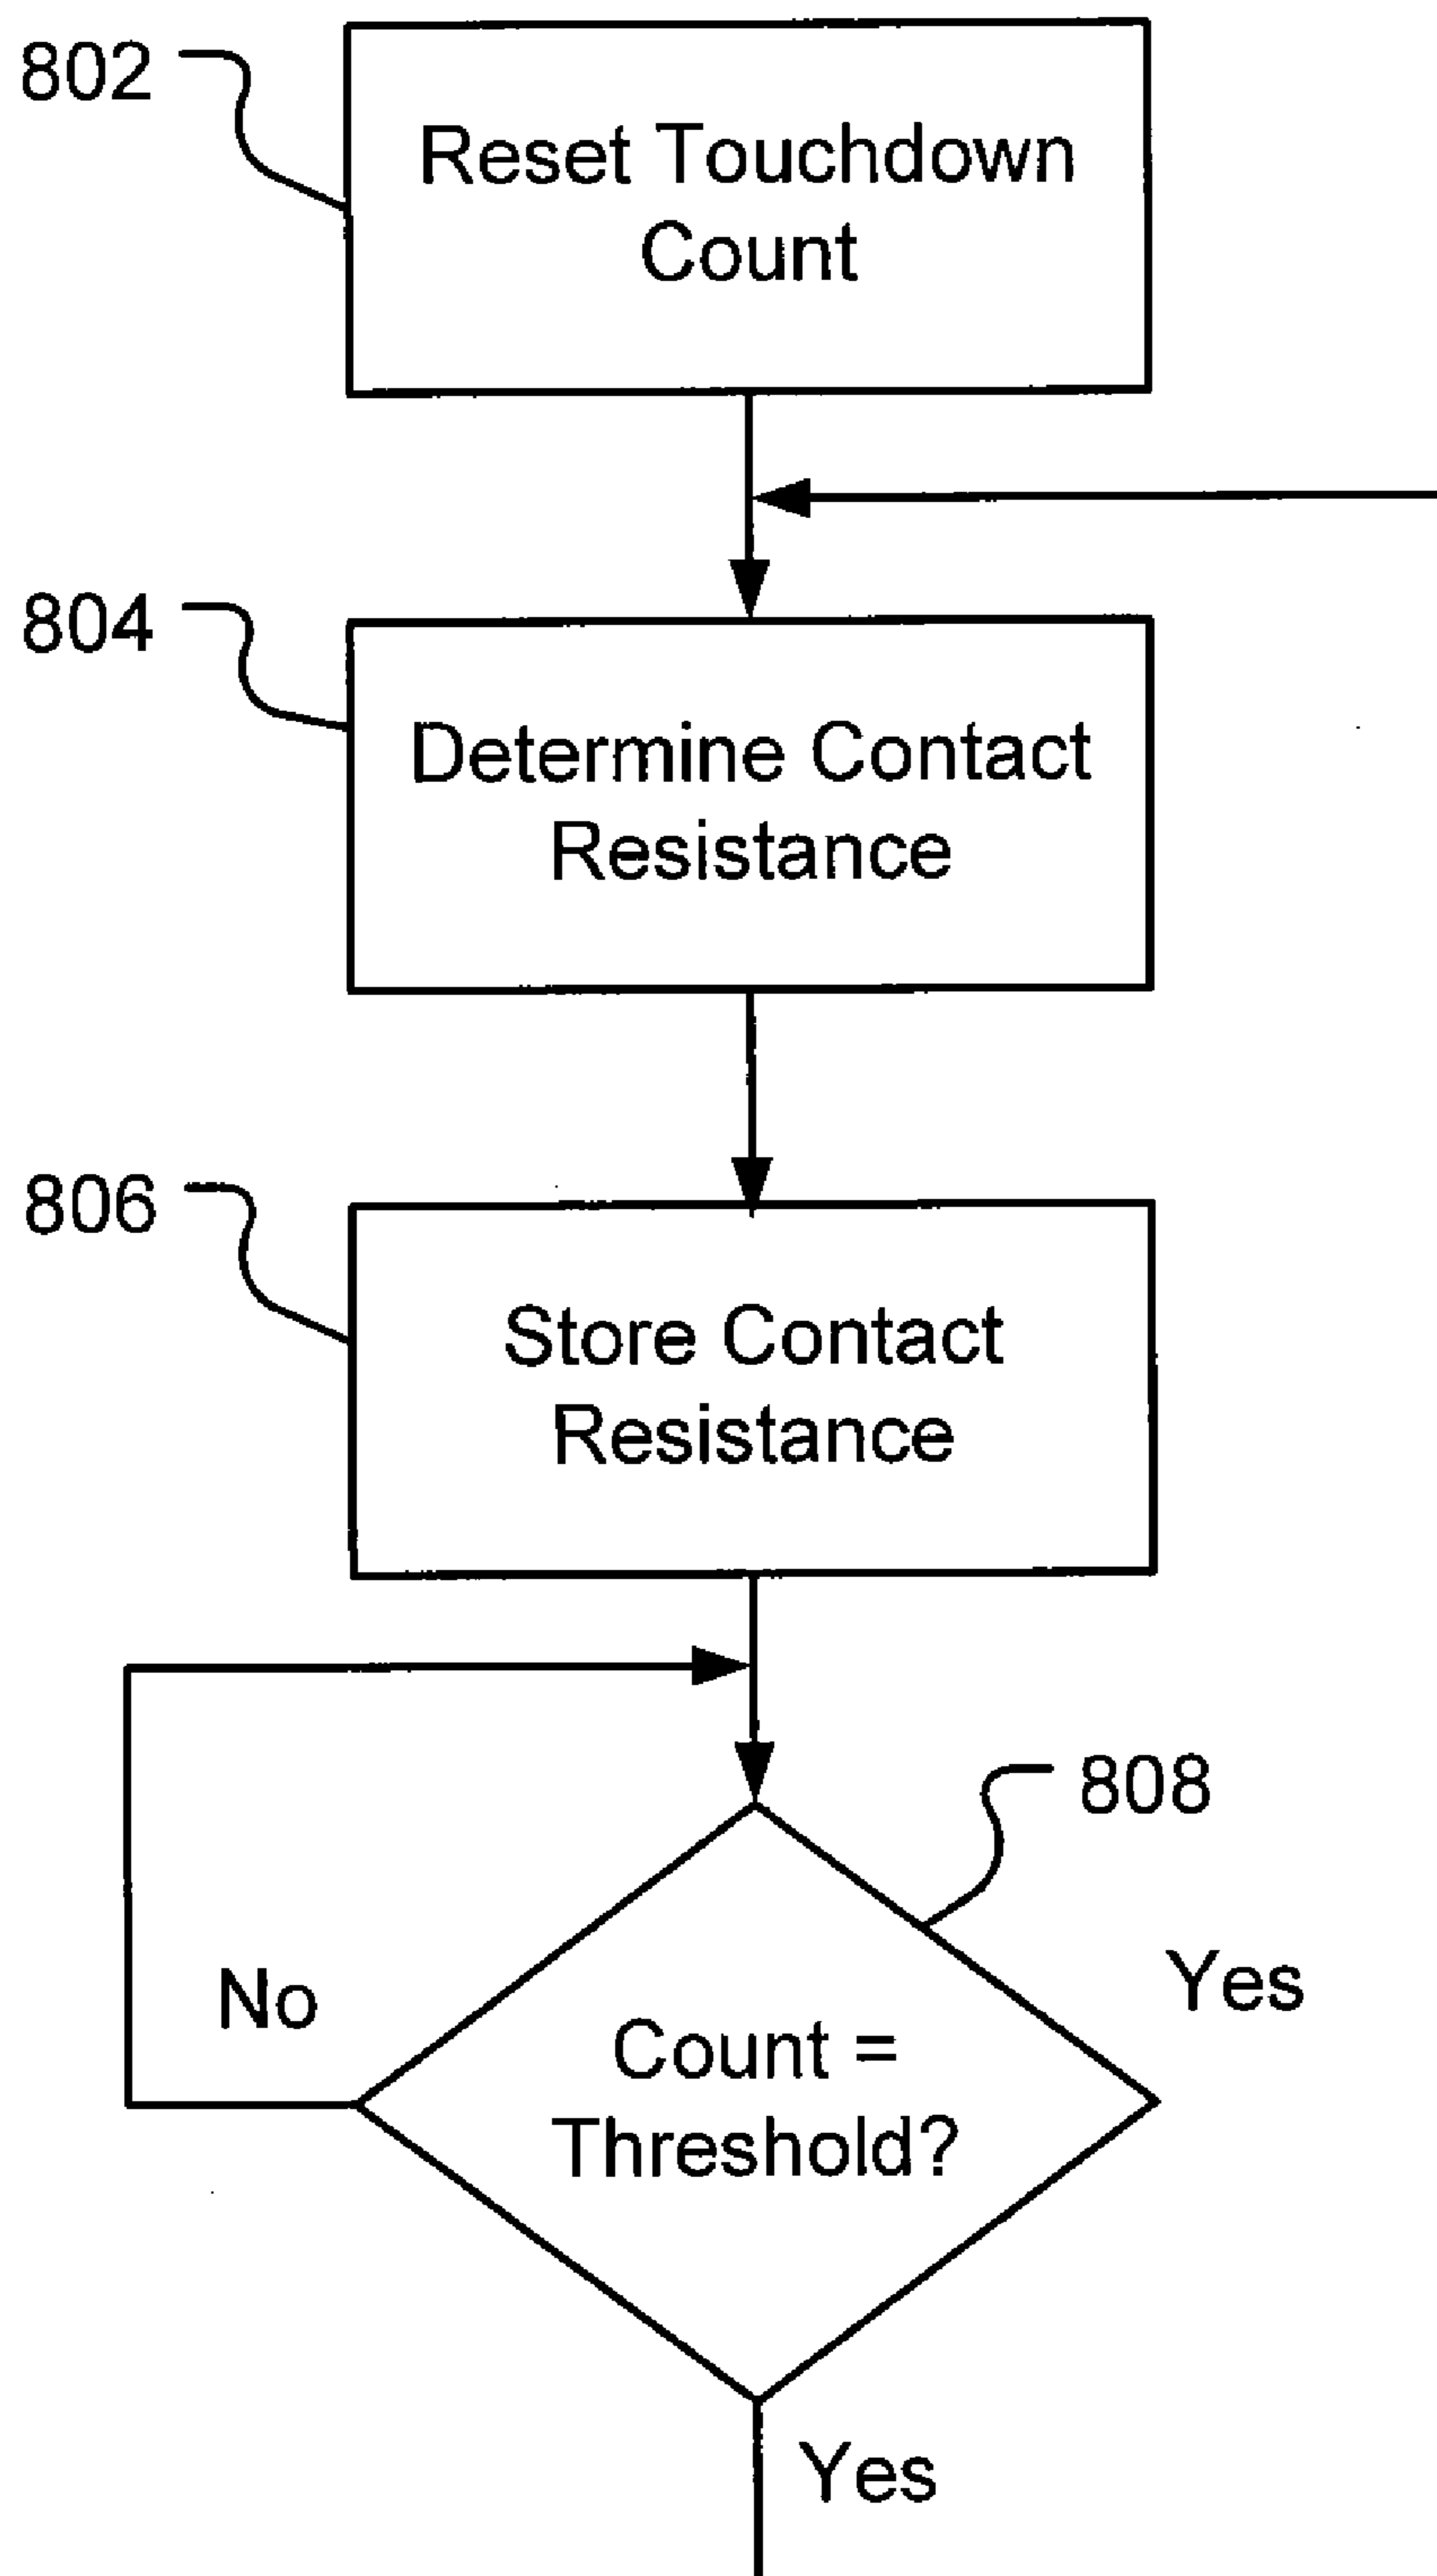 802
Reset Touchdown
Count
804
Determine Contact
Resistance
806
Store Contact
Resistance
808
No
Yes
Count =
Threshold?
Yes